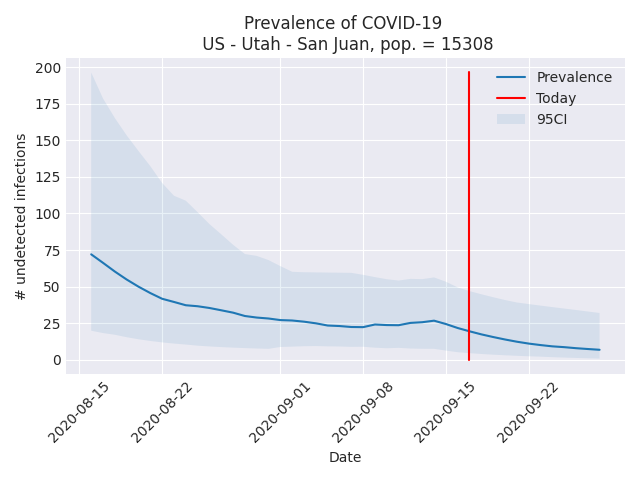 Prevalence of COVID-19
US - Utah - San Juan, pop. = 15308
Prevalence
Today
95CI
# undetected infections
200
175
150
125
100
75
50
25
0
2020-08-15
2020-08-22
2020-09-01
2020-09-08
2020-09-15
2020-09-22
Date